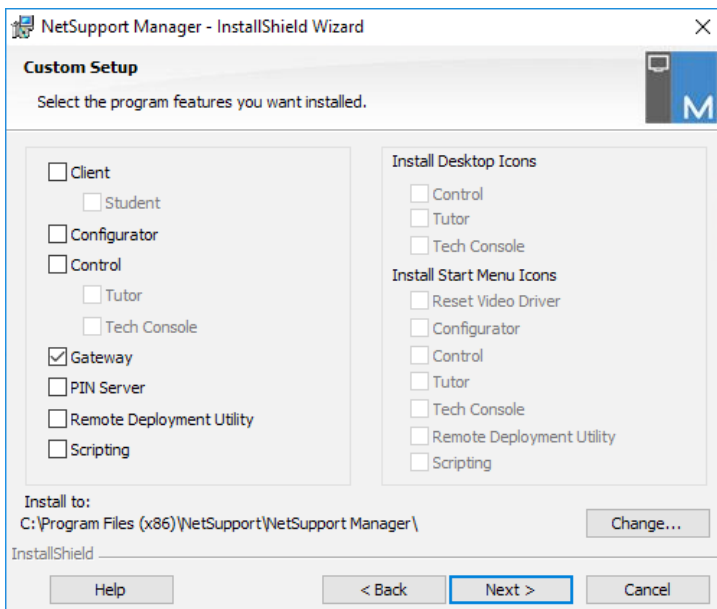 NetSupport Manager - InstallShield Wizard
Custom Setup
Select the program features you want installed.
M
Client
Student
Configurator
Control
Tutor
Tech Console
Gateway
PIN Server
Remote Deployment Utility
Scripting
Install Desktop Icons
Control
Tutor
Tech Console
Install Start Menu Icons
Reset Video Driver
Configurator
Control
Tutor
Tech Console
Remote Deployment Utility
Scripting
Install to:
C:\Program Files (x86)\NetSupport\NetSupport Manager\
Change...
InstallShield
Help
< Back
Next >
Cancel